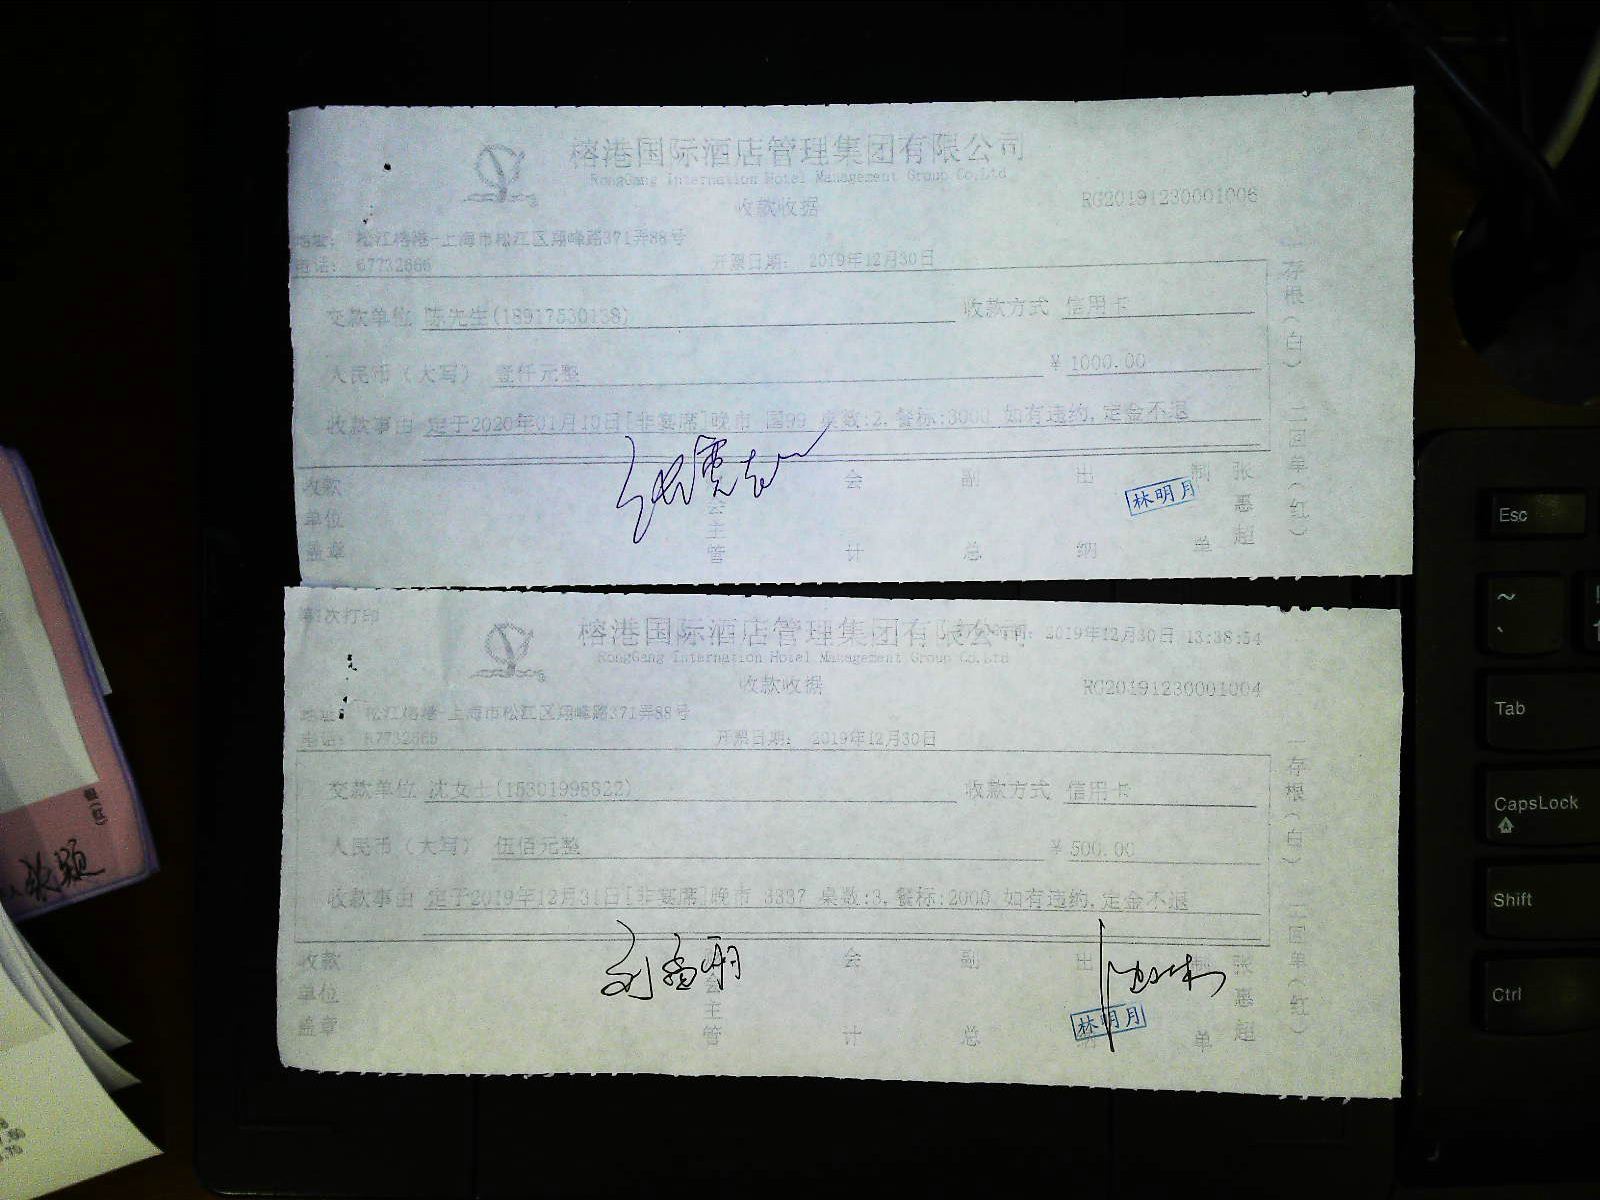 榕港国际酒店管理集团有限公司
RongGang Internation Hotel Management Group Co.Ltd
收款收据
RG20191230001006
地址： 松江榕港-上海市松江区翔峰路371弄88号
电话： 67732666
开票日期： 2019年12月30日
交款单位 陈先生(18917530138) 收款方式 信用卡
人民币（大写） 壹仟元整 ￥ 1000.00
收款事由 定于2020年01月10日[非宴席]晚市 国99 桌数:2,餐标:3000 如有违约,定金不退
收款单位盖章 会主管 会计 副总 出纳 制单 张惠超
林明月
一存根（白） 二回单（红）
第1次打印
2019年12月30日 13:38:54
榕港国际酒店管理集团有限公司
RongGang Internation Hotel Management Group Co.Ltd
收款收据
RG20191230001004
地址： 松江榕港-上海市松江区翔峰路371弄88号
电话： 67732666
开票日期： 2019年12月30日
交款单位 沈女士(15301998822) 收款方式 信用卡
人民币（大写） 伍佰元整 ￥ 500.00
收款事由 定于2019年12月31日[非宴席]晚市 3337 桌数:3,餐标:2000 如有违约,定金不退
收款单位盖章 会主管 会计 副总 出纳 制单 张惠超
林明月
一存根（白） 二回单（红）
Esc
~
Tab
CapsLock
Shift
Ctrl